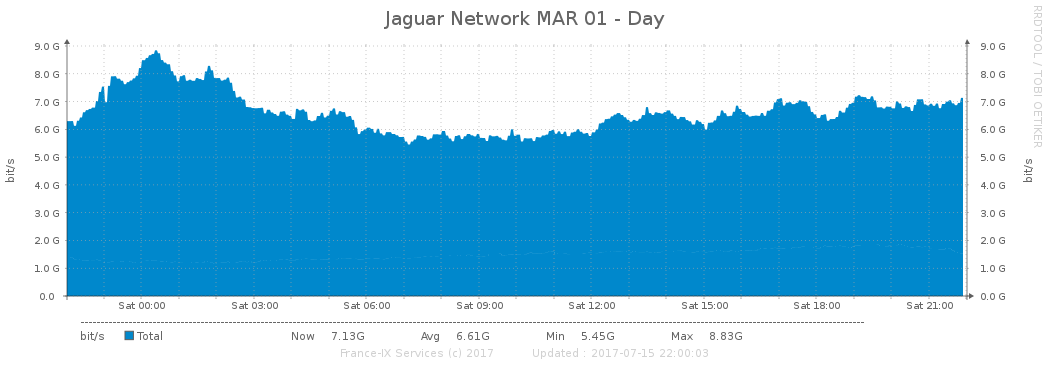 Jaguar Network MAR 01 - Day
RRDTOOL / TOBI OETIKER
9.0 G 9.0 G
8.0 G 8.0 G
7.0 G 7.0 G
6.0 G 6.0 G
5.0 G 5.0 G
4.0 G 4.0 G
3.0 G 3.0 G
2.0 G 2.0 G
1.0 G 1.0 G
0.0 0.0 G
bit/s
bit/s
Sat 00:00 Sat 03:00 Sat 06:00 Sat 09:00 Sat 12:00 Sat 15:00 Sat 18:00 Sat 21:00
bit/s Total Now 7.13G Avg 6.61G Min 5.45G Max 8.83G
France-IX Services (c) 2017 Updated : 2017-07-15 22:00:03